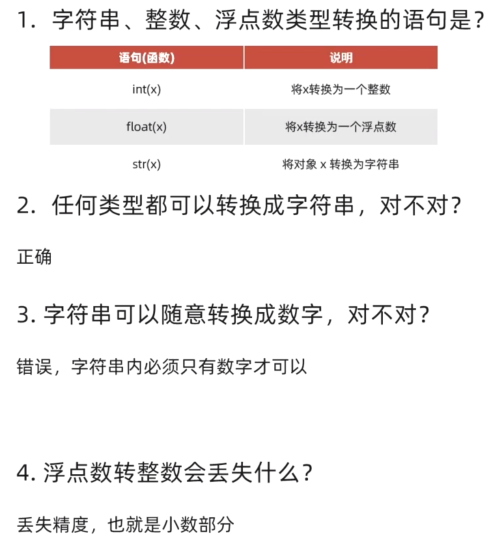 1. 字符串、整数、浮点数类型转换的语句是?
语句(函数) 说明
int(x) 将x转换为一个整数
float(x) 将x转换为一个浮点数
str(x) 将对象 x 转换为字符串
2. 任何类型都可以转换成字符串，对不对?
正确
3. 字符串可以随意转换成数字，对不对?
错误，字符串内必须只有数字才可以
4. 浮点数转整数会丢失什么?
丢失精度，也就是小数部分